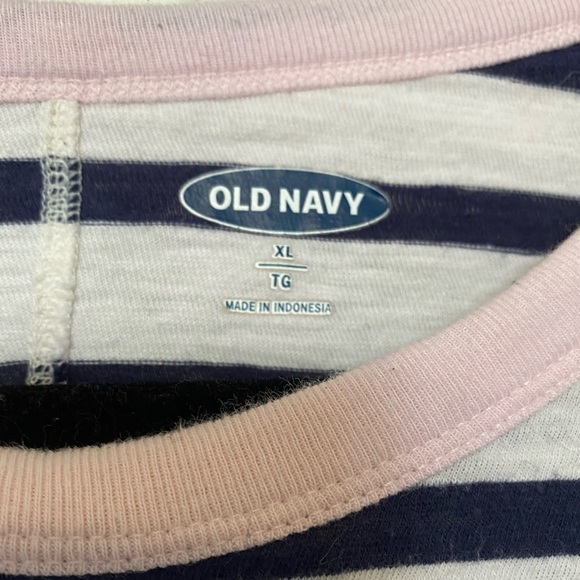 OLD NAVY
XL
TG
MADE IN INDONESIA